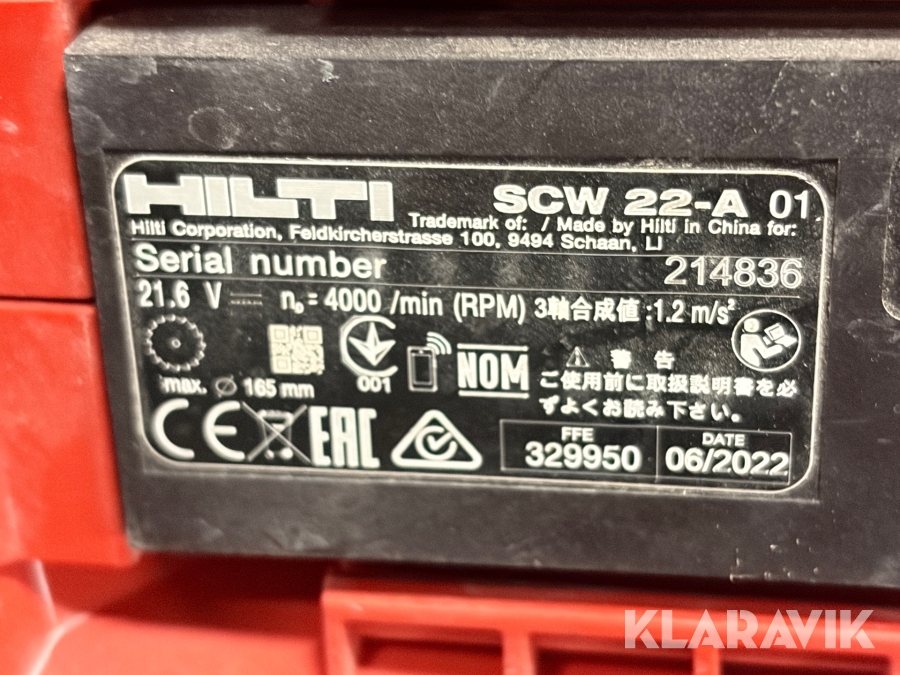 HILTI SCW 22-A 01
Trademark of: / Made by Hilti in China for:
Hilti Corporation, Feldkircherstrasse 100, 9494 Schaan, LI
Serial number 214836
21.6 V n₀ = 4000 /min (RPM) 3軸合成値 :1.2 m/s²
max. Ø 165 mm
001
NOM
⚠ 警 告
ご使用前に取扱説明書を必
ずよくお読み下さい。
CE EAC
FFE
329950
DATE
06/2022
KLARAVIK